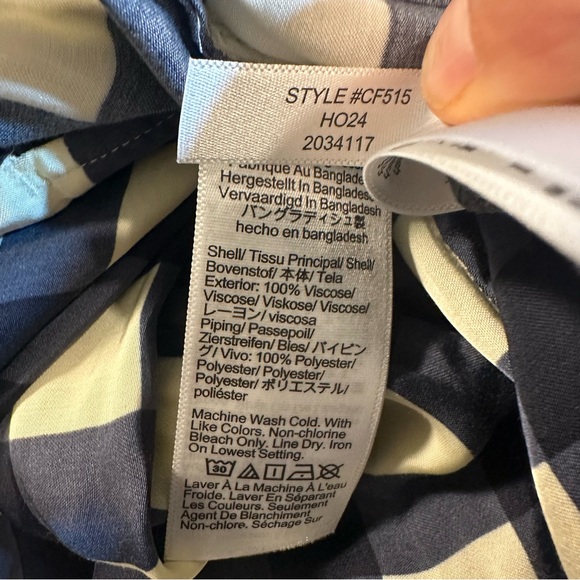 STYLE #CF515
HO24
2034117
Fabriqué Au Bangladesh
Hergestellt In Bangladesh
Vervaardigd In Bangladesh
バングラディシュ製
hecho en bangladesh
Shell/ Tissu Principal/ Shell/
Bovenstof/ 本体/ Tela
Exterior: 100% Viscose/
Viscose/ Viskose/ Viscose/
レーヨン/ viscosa
Piping/ Passepoil/
Zierstreifen/ Bies/ パイピン
グ/ Vivo: 100% Polyester/
Polyester/ Polyester/
Polyester/ ポリエステル/
poliéster
Machine Wash Cold. With
Like Colors. Non-chlorine
Bleach Only. Line Dry. Iron
On Lowest Setting.
30
Laver À La Machine À L'eau
Froide. Laver En Séparant
Les Couleurs. Seulement
Agent De Blanchiment
Non-chlore. Séchage Sur